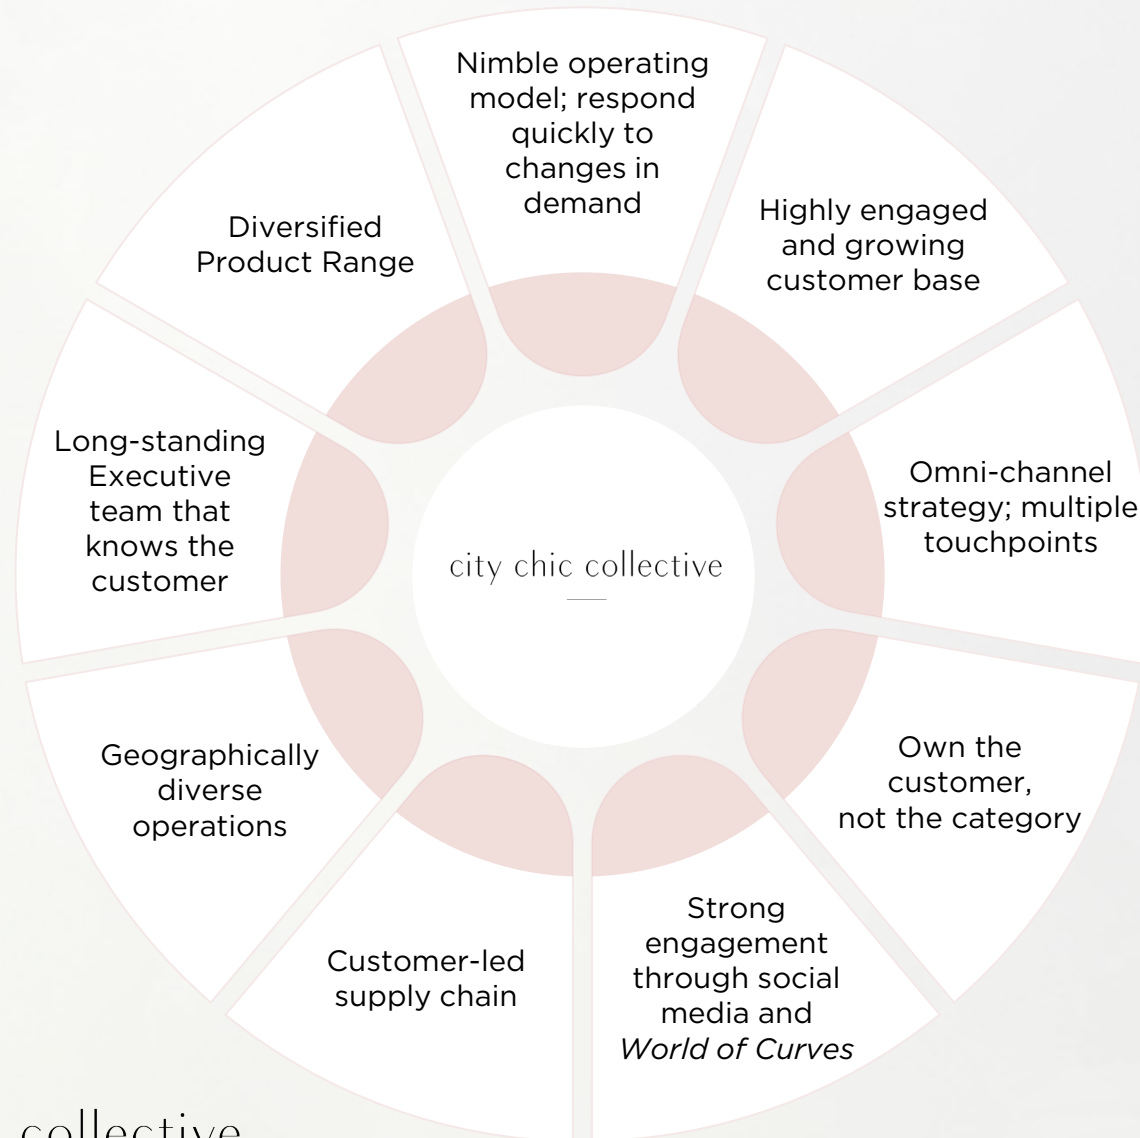 Nimble operating
model; respond
quickly to
changes in
demand
Highly engaged
and growing
customer base
Omni-channel
strategy; multiple
touchpoints
Own the
customer,
not the category
Strong
engagement
through social
media and
World of Curves
Customer-led
supply chain
Geographically
diverse
operations
Long-standing
Executive
team that
knows the
customer
Diversified
Product Range
city chic collective
collective